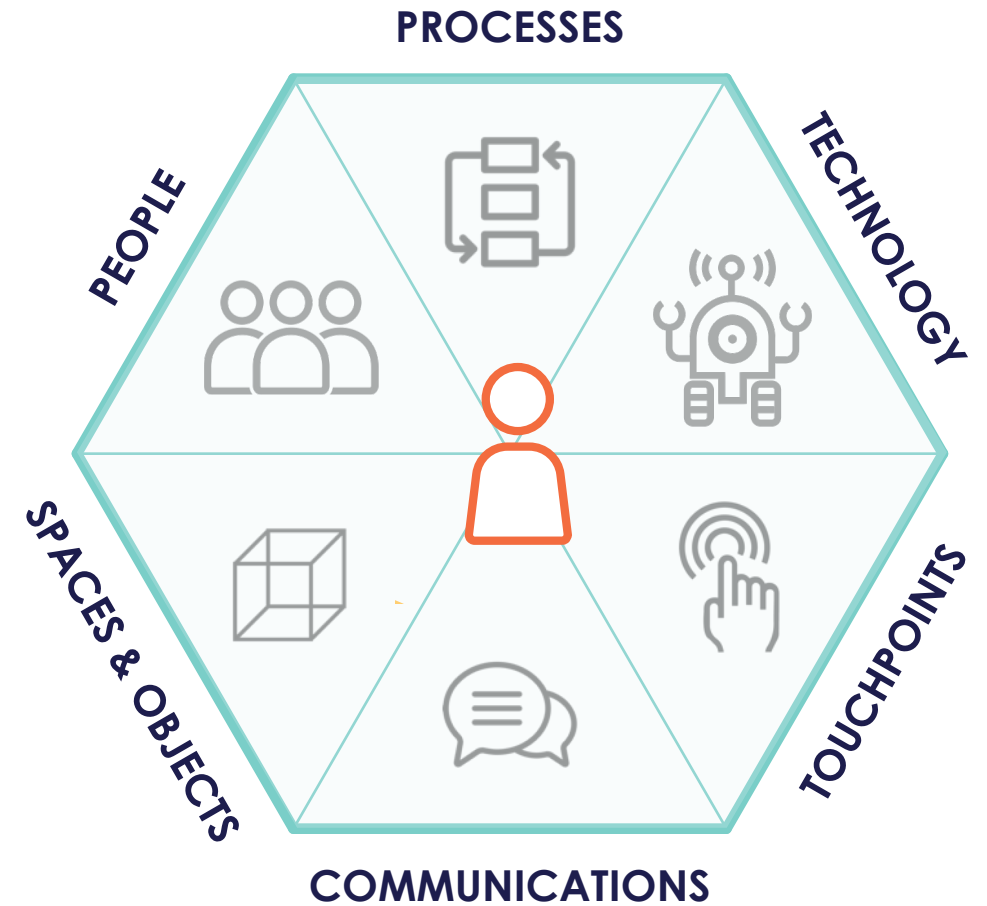 PROCESSES
TECHNOLOGY
PEOPLE
SPACES & OBJECTS
TOUCHPOINTS
COMMUNICATIONS